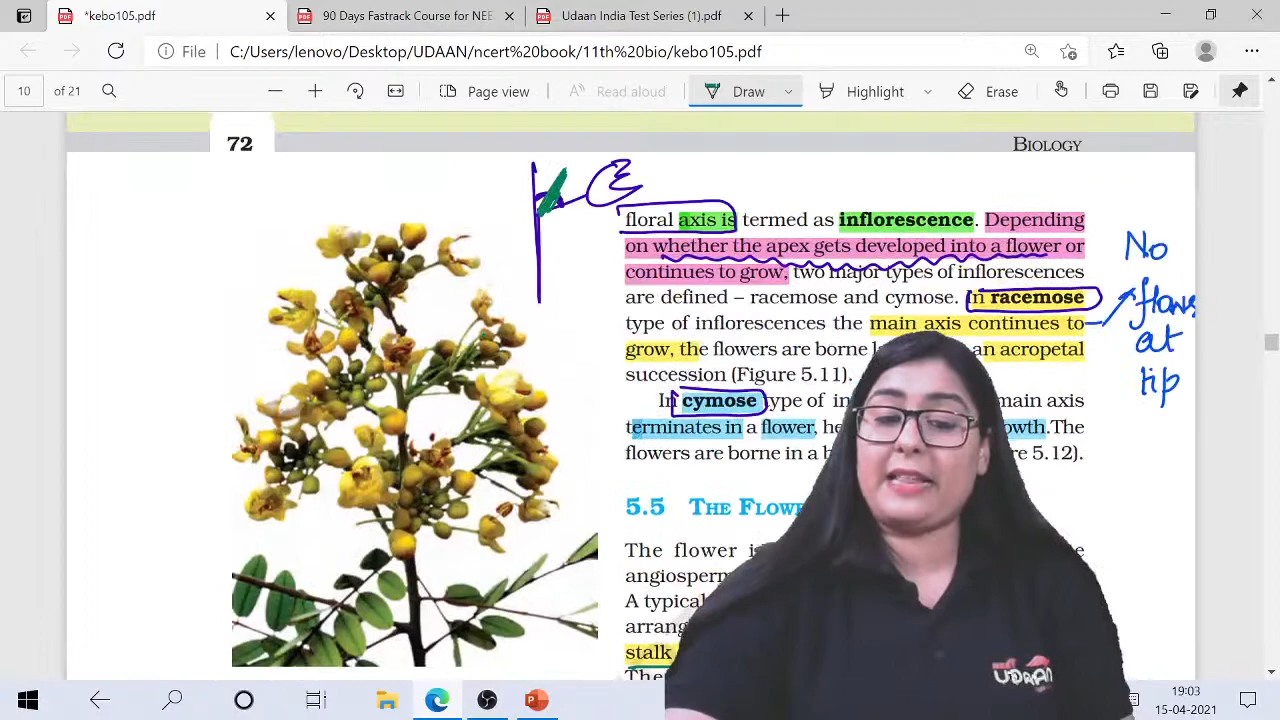 *kebo105.pdf
90 Days Fastrack Course for NEE
Udaan India Test Series (1).pdf
kebo103.pdf
File
C:/Users/lenovo/Desktop/UDAAN/ncert%20book/11th%20bio/kebo105.pdf
10 of 21
Page view
Read aloud
Draw
Highlight
Erase
72
BIOLOGY
floral axis is termed as inflorescence. Depending
on whether the apex gets developed into a flower or
continues to grow, two major types of inflorescences
are defined – racemose and cymose. In racemose
type of inflorescences the main axis continues to
grow, the flowers are borne an acropetal
succession (Figure 5.11).
In cymose type of main axis
terminates in a flower, .The
flowers are borne in a 5.12).
No
at
tip
5.5 THE
The flower
A typical
stalk
UDAAN
19:03
15-04-2021